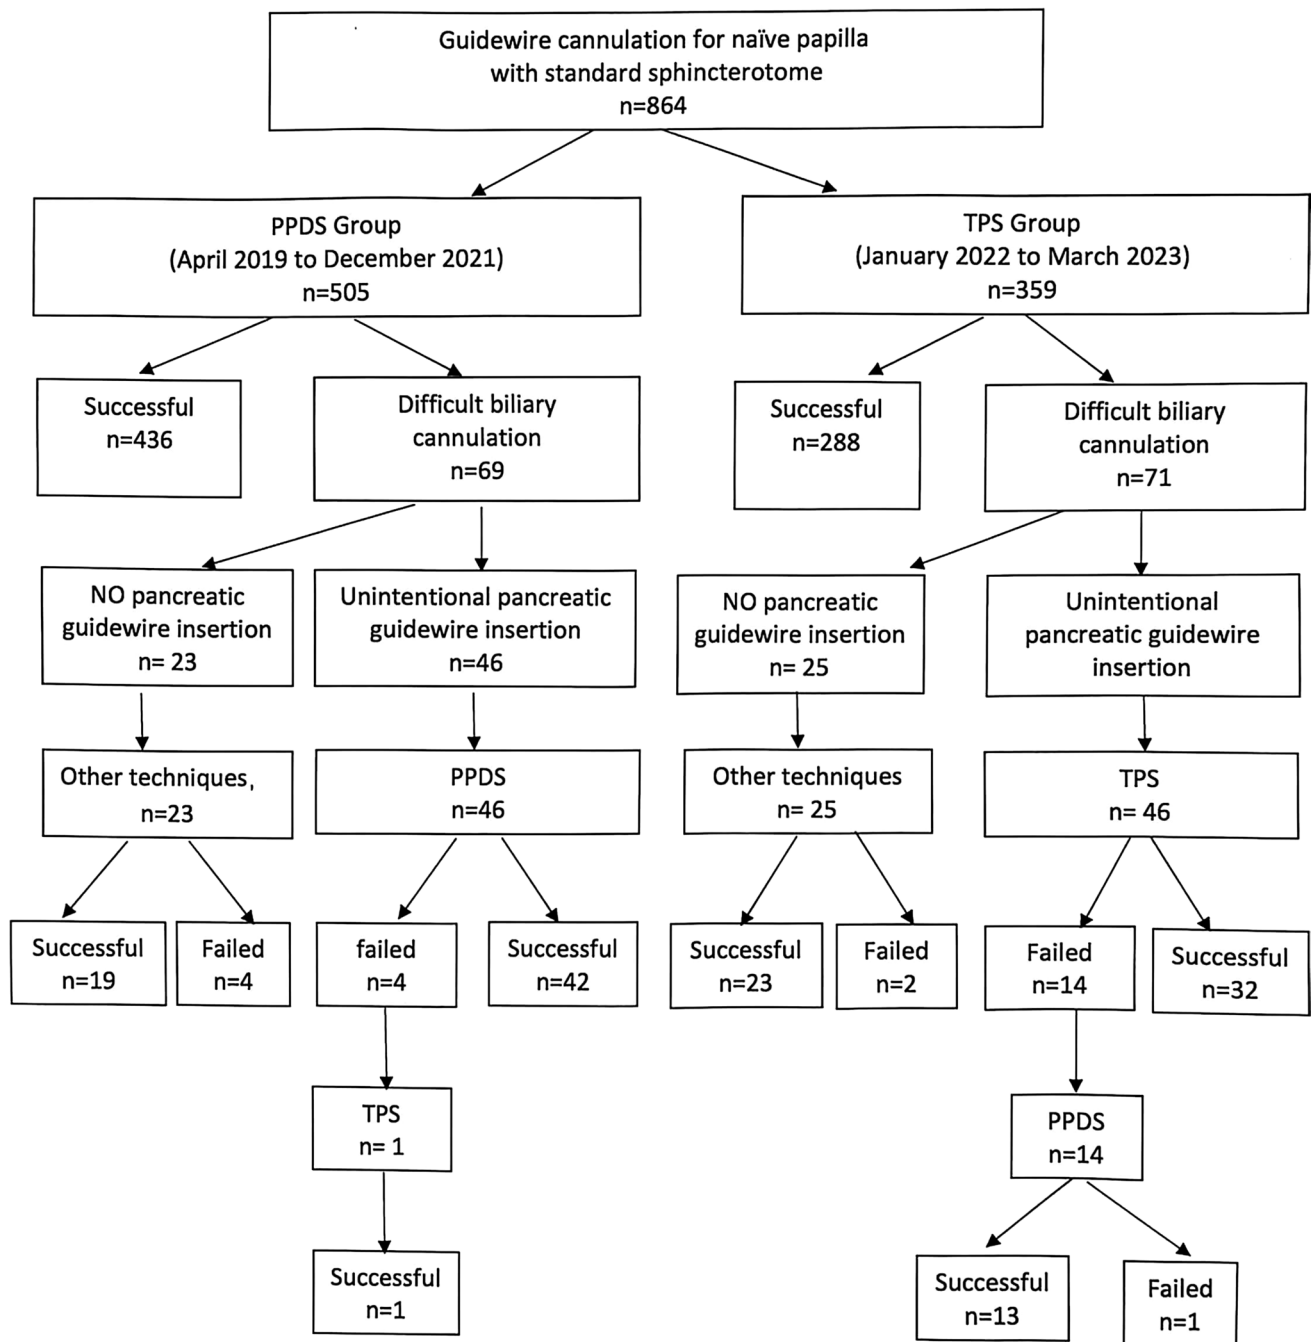 Guidewire cannulation for naïve papilla
with standard sphincterotome
n=864
PPDS Group
(April 2019 to December 2021)
n=505
TPS Group
(January 2022 to March 2023)
n=359
Successful
n=436
Difficult biliary
cannulation
n=69
Successful
n=288
Difficult biliary
cannulation
n=71
NO pancreatic
guidewire insertion
n= 23
Unintentional pancreatic
guidewire insertion
n=46
NO pancreatic
guidewire insertion
n= 25
Unintentional
pancreatic guidewire
insertion
Other techniques,
n=23
PPDS
n=46
Other techniques
n= 25
TPS
n= 46
Successful
n=19
Failed
n=4
failed
n=4
Successful
n=42
Successful
n=23
Failed
n=2
Failed
n=14
Successful
n=32
TPS
n= 1
PPDS
n=14
Successful
n=1
Successful
n=13
Failed
n=1